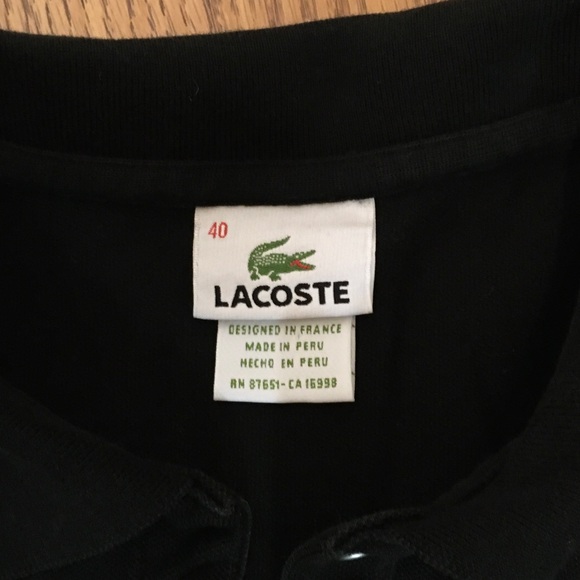 40
LACOSTE
DESIGNED IN FRANCE
MADE IN PERU
HECHO EN PERU
RN 87651-CA 16998